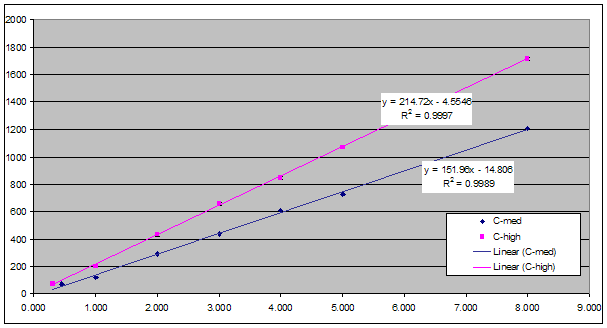 2000
1800
1600
1400
1200
1000
800
600
400
200
0
y = 214.72x - 4.5546
R² = 0.9997
y = 151.96x - 14.806
R² = 0.9989
C-med
C-high
Linear (C-med)
Linear (C-high)
0.000 1.000 2.000 3.000 4.000 5.000 6.000 7.000 8.000 9.000